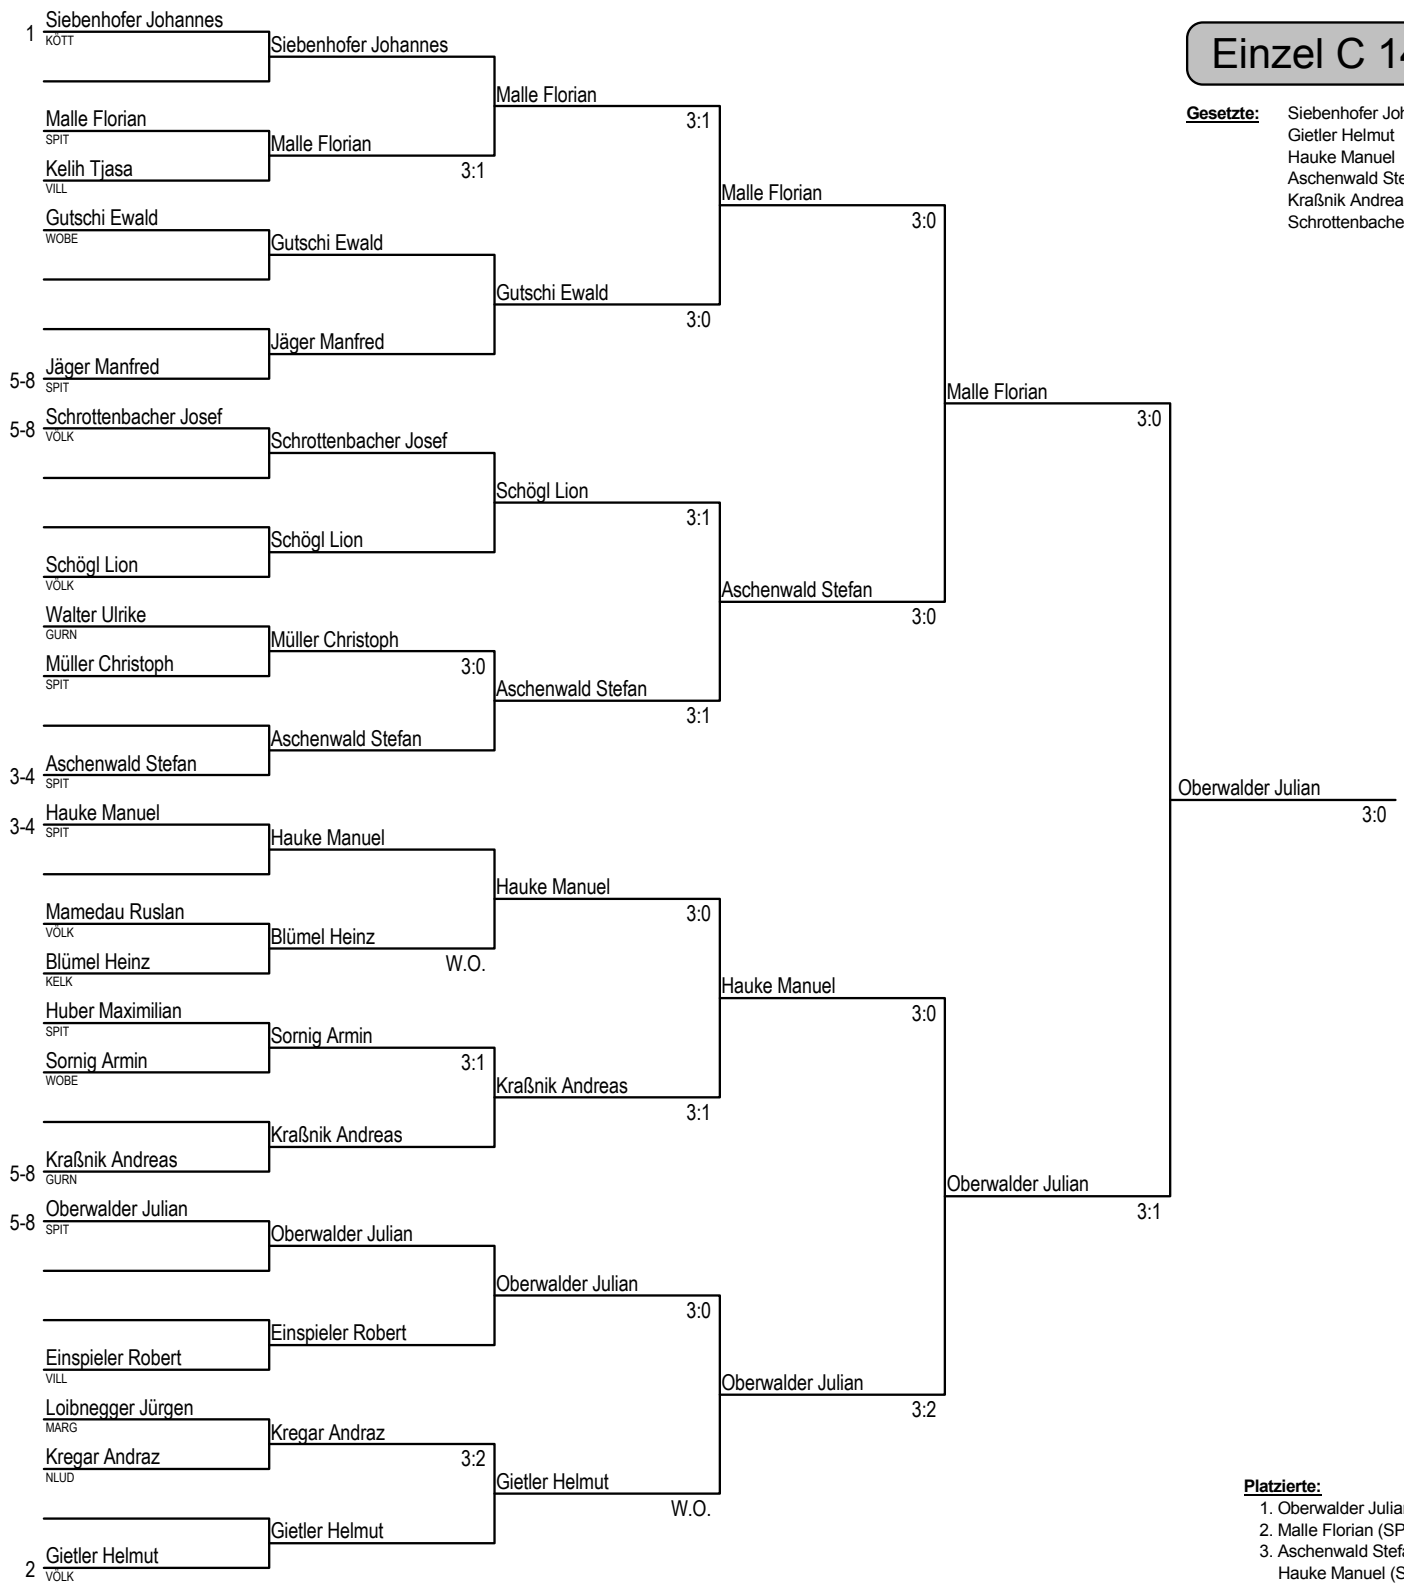 Einzel C 14
Gesetzte: Siebenhofer Joh
Gietler Helmut
Hauke Manuel
Aschenwald Ste
Kraßnik Andrea
Schrottenbache
1 Siebenhofer Johannes
KÖTT
Malle Florian
SPIT
Kelih Tjasa
VILL
Gutschi Ewald
WOBE
5-8 Jäger Manfred
SPIT
5-8 Schrottenbacher Josef
VÖLK
Schögl Lion
VÖLK
Walter Ulrike
GURN
Müller Christoph
SPIT
3-4 Aschenwald Stefan
SPIT
3-4 Hauke Manuel
SPIT
Mamedau Ruslan
VÖLK
Blümel Heinz
KELK
Huber Maximilian
SPIT
Sornig Armin
WOBE
5-8 Kraßnik Andreas
GURN
5-8 Oberwalder Julian
SPIT
Einspieler Robert
VILL
Loibnegger Jürgen
MARG
Kregar Andraz
NLUD
2 Gietler Helmut
VÖLK
Siebenhofer Johannes
Malle Florian
3:1
Gutschi Ewald
Jäger Manfred
Schrottenbacher Josef
Schögl Lion
Müller Christoph
3:0
Aschenwald Stefan
Hauke Manuel
Blümel Heinz
W.O.
Sornig Armin
3:1
Kraßnik Andreas
Oberwalder Julian
Einspieler Robert
Kregar Andraz
3:2
Gietler Helmut
Malle Florian
3:1
Gutschi Ewald
3:0
Schögl Lion
3:1
Aschenwald Stefan
3:1
Hauke Manuel
3:0
Kraßnik Andreas
3:1
Oberwalder Julian
3:0
Gietler Helmut
W.O.
Malle Florian
3:0
Aschenwald Stefan
3:0
Hauke Manuel
3:0
Oberwalder Julian
3:2
Malle Florian
3:0
Oberwalder Julian
3:1
Oberwalder Julian
3:0
Platzierte:
1. Oberwalder Julian
2. Malle Florian (SP
3. Aschenwald Stefa
Hauke Manuel (S